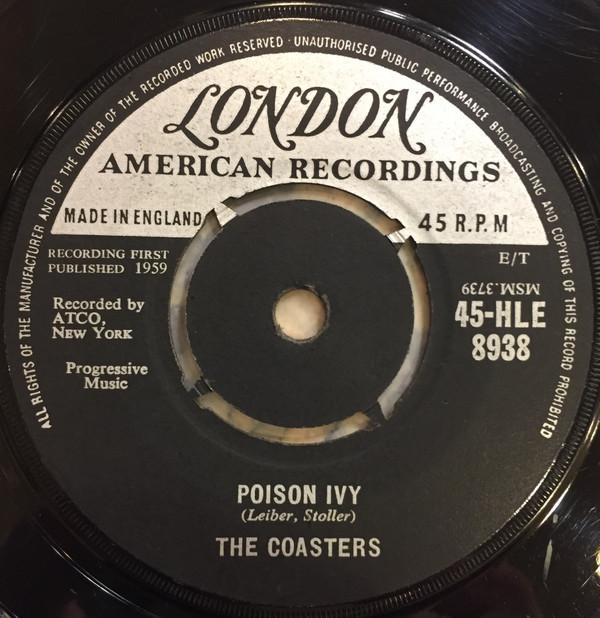 ALL RIGHTS OF THE MANUFACTURER AND OF THE OWNER OF THE RECORDED WORK RESERVED · UNAUTHORISED PUBLIC PERFORMANCE BROADCASTING AND COPYING OF THIS RECORD PROHIBITED
LONDON
AMERICAN RECORDINGS
MADE IN ENGLAND
45 R.P.M
RECORDING FIRST
PUBLISHED 1959
E/T
MSM.3739
Recorded by
ATCO,
NEW YORK
45-HLE
8938
Progressive
Music
POISON IVY
(Leiber, Stoller)
THE COASTERS